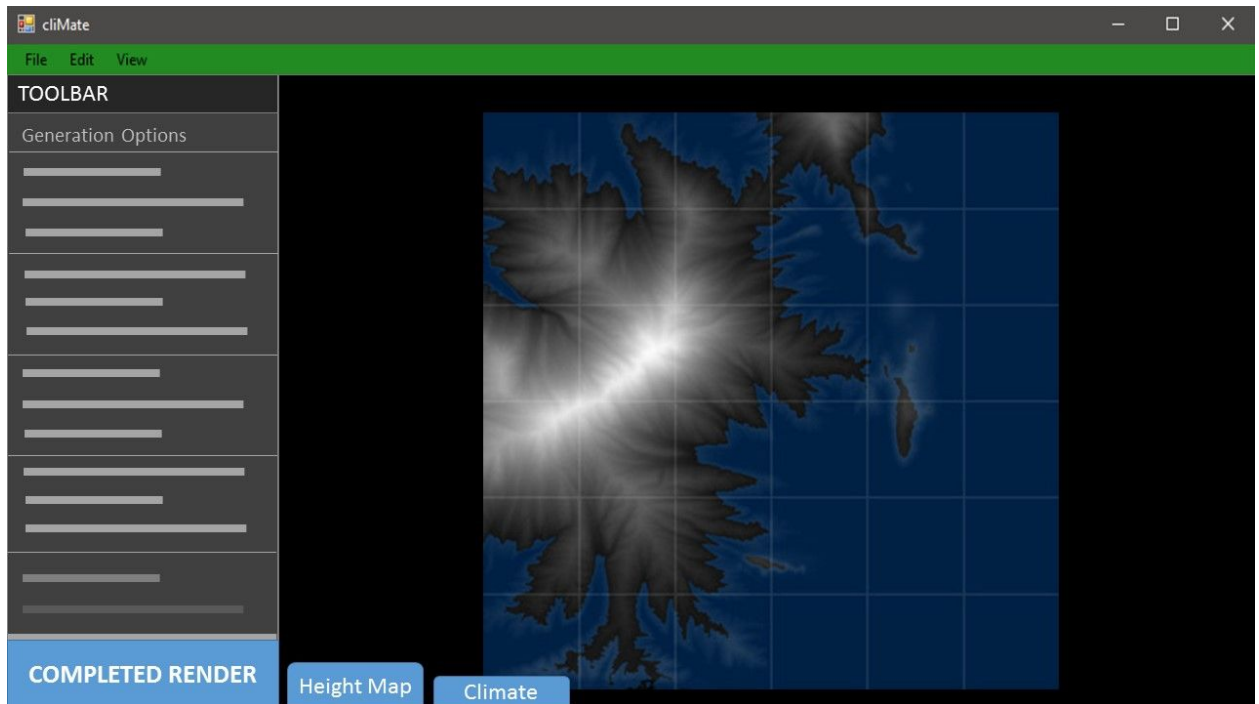 cliMate
File Edit View
TOOLBAR
Generation Options
COMPLETED RENDER
Height Map
Climate